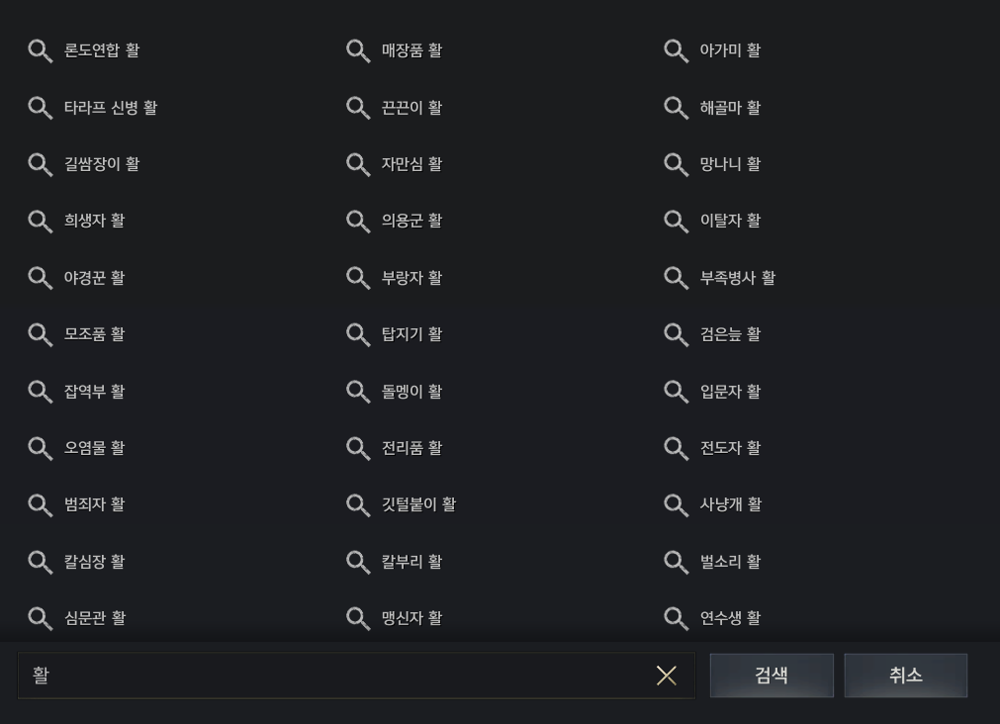 론도연합 활
매장품 활
아가미 활
타라프 신병 활
끈끈이 활
해골마 활
길쌈장이 활
자만심 활
망나니 활
희생자 활
의용군 활
이탈자 활
야경꾼 활
부랑자 활
부족병사 활
모조품 활
탑지기 활
검은늪 활
잡역부 활
돌멩이 활
입문자 활
오염물 활
전리품 활
전도자 활
범죄자 활
깃털붙이 활
사냥개 활
칼심장 활
칼부리 활
벌소리 활
심문관 활
맹신자 활
연수생 활
활
검색
취소